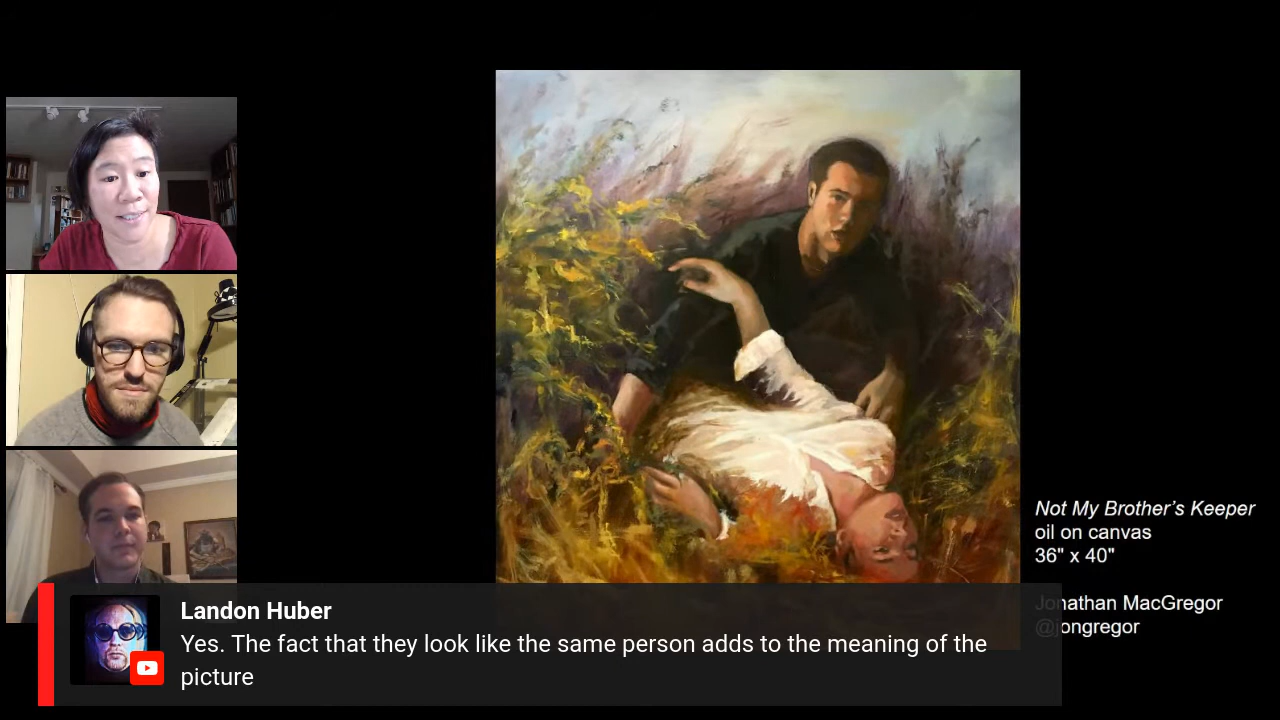 Not My Brother's Keeper
oil on canvas
36" x 40"
Jonathan MacGregor
@jongregor
Landon Huber
Yes. The fact that they look like the same person adds to the meaning of the
picture